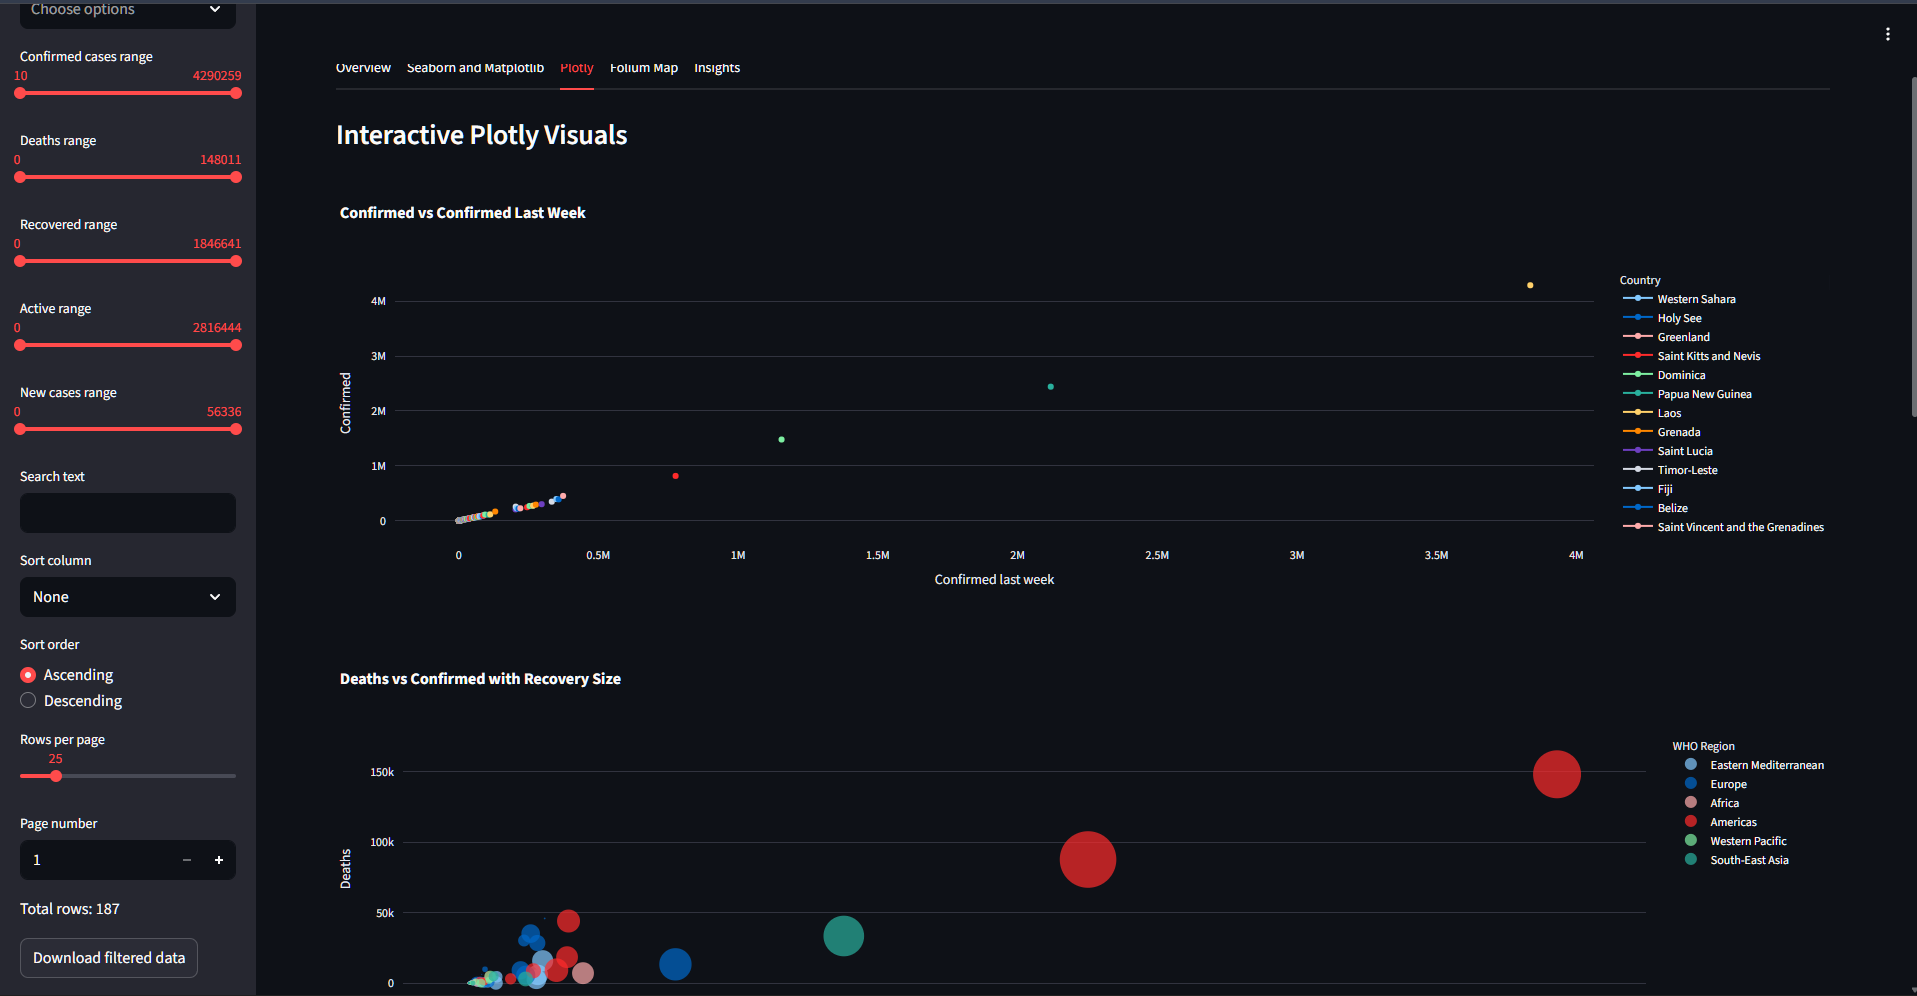 Choose options
Confirmed cases range
10 4290259
Deaths range
0 148011
Recovered range
0 1846641
Active range
0 2816444
New cases range
0 56336
Search text
Sort column
None
Sort order
Ascending
Descending
Rows per page
25
Page number
1
Total rows: 187
Download filtered data
Overview Seaborn and Matplotlib Plotly Folium Map Insights
Interactive Plotly Visuals
Confirmed vs Confirmed Last Week
4M
3M
2M
1M
0
Confirmed
0 0.5M 1M 1.5M 2M 2.5M 3M 3.5M 4M
Confirmed last week
Country
Western Sahara
Holy See
Greenland
Saint Kitts and Nevis
Dominica
Papua New Guinea
Laos
Grenada
Saint Lucia
Timor-Leste
Fiji
Belize
Saint Vincent and the Grenadines
Deaths vs Confirmed with Recovery Size
150k
100k
50k
0
Deaths
WHO Region
Eastern Mediterranean
Europe
Africa
Americas
Western Pacific
South-East Asia